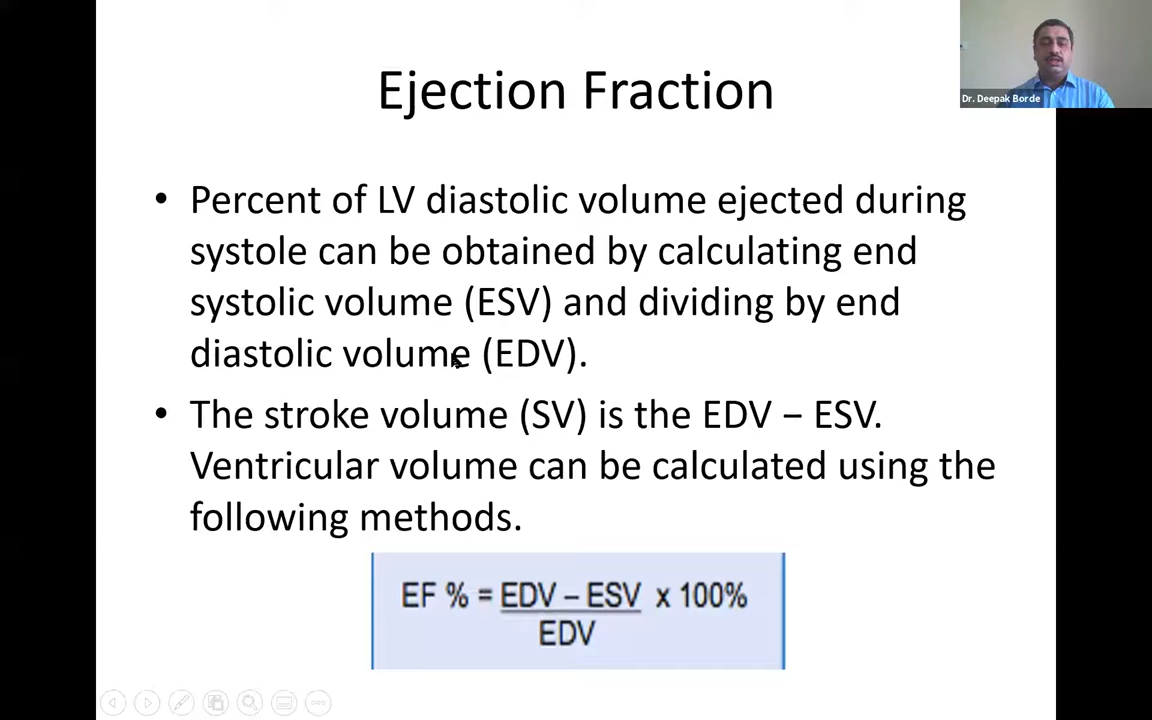 Ejection Fraction
Dr. Deepak Borde
• Percent of LV diastolic volume ejected during
systole can be obtained by calculating end
systolic volume (ESV) and dividing by end
diastolic volume (EDV).
• The stroke volume (SV) is the EDV – ESV.
Ventricular volume can be calculated using the
following methods.
EF % = EDV – ESV x 100%
EDV